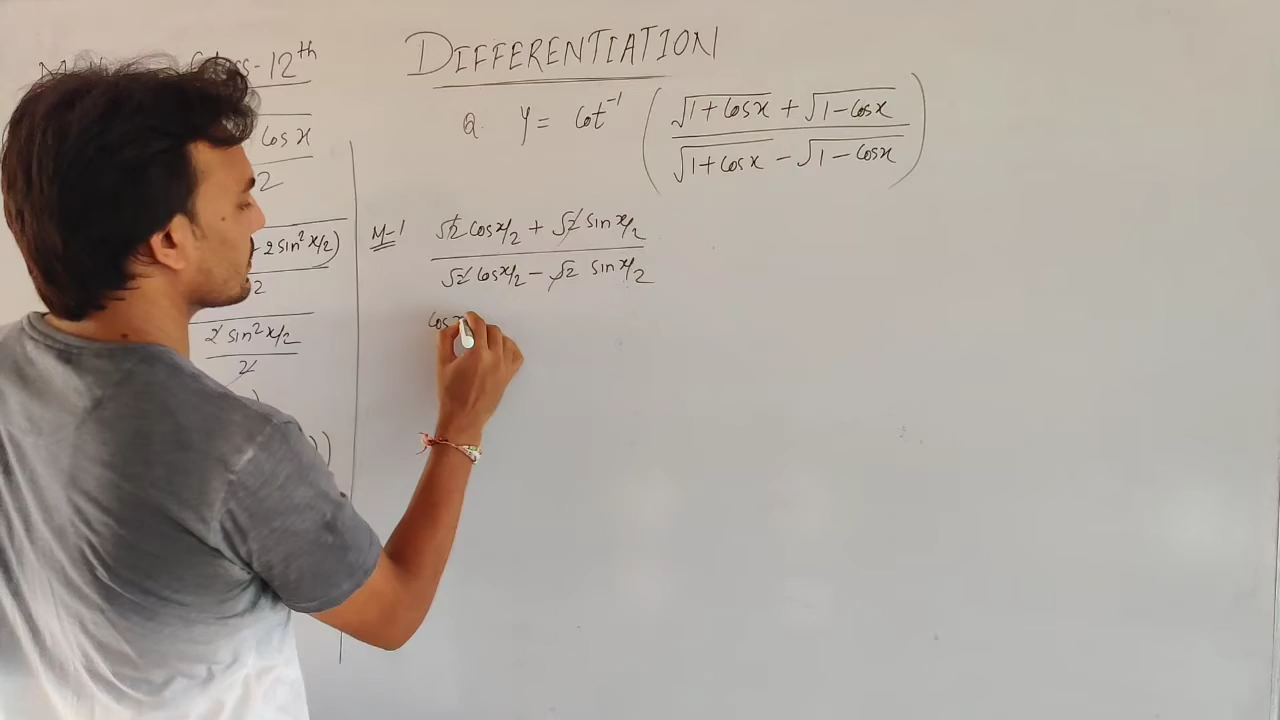 Class-12th
DIFFERENTIATION
Q. y = Cot⁻¹ ( (√1+Cosx + √1-Cosx) / (√1+Cosx - √1-Cosx) )
Cosx
2
2 sin² x/2)
2
2 sin² x/2
2
M-1
√2 Cos x/2 + √2 sin x/2
√2 Cos x/2 - √2 sin x/2
Cos